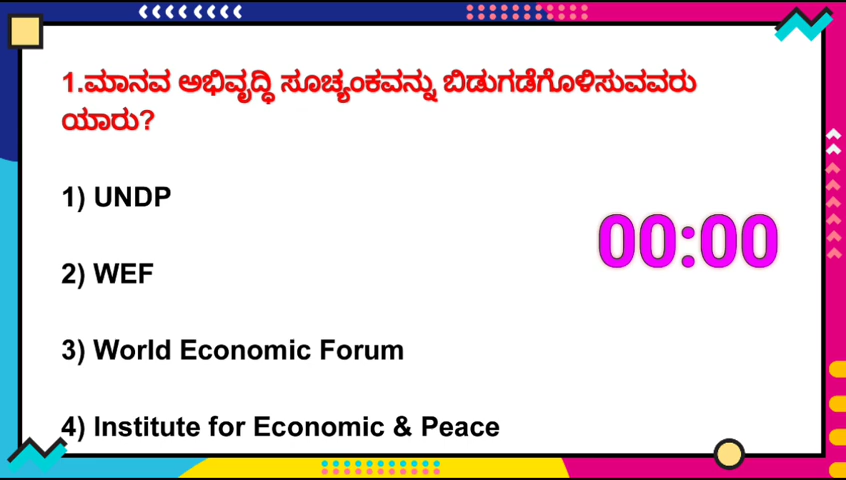 1.ಮಾನವ ಅಭಿವೃದ್ಧಿ ಸೂಚ್ಯಂಕವನ್ನು ಬಿಡುಗಡೆಗೊಳಿಸುವವರು
ಯಾರು?
1) UNDP
00:00
2) WEF
3) World Economic Forum
4) Institute for Economic & Peace